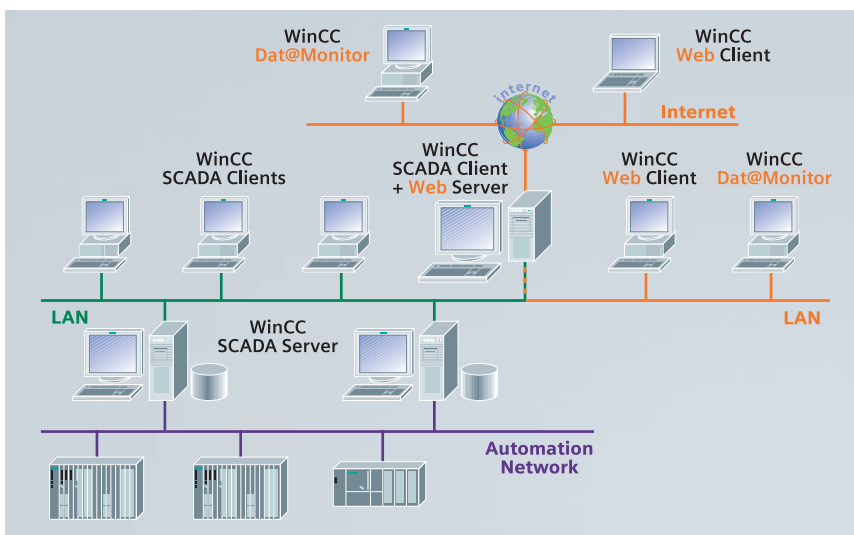 WinCC
Dat@Monitor
WinCC
Web Client
internet
Internet
WinCC
SCADA Clients
WinCC
SCADA Client
+ Web Server
WinCC
Web Client
WinCC
Dat@Monitor
LAN
WinCC
SCADA Server
LAN
Automation
Network